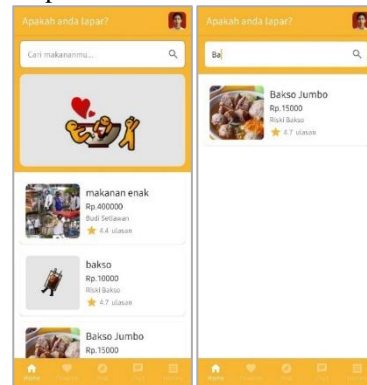 Apakah anda lapar?
Cari makananmu...
makanan enak
Rp.400000
Budi Setiawan
4.4 ulasan
bakso
Rp.10000
Riski Bakso
4.7 ulasan
Bakso Jumbo
Rp.15000
Home
Apakah anda lapar?
Ba
Bakso Jumbo
Rp.15000
Riski Bakso
4.7 ulasan
Home